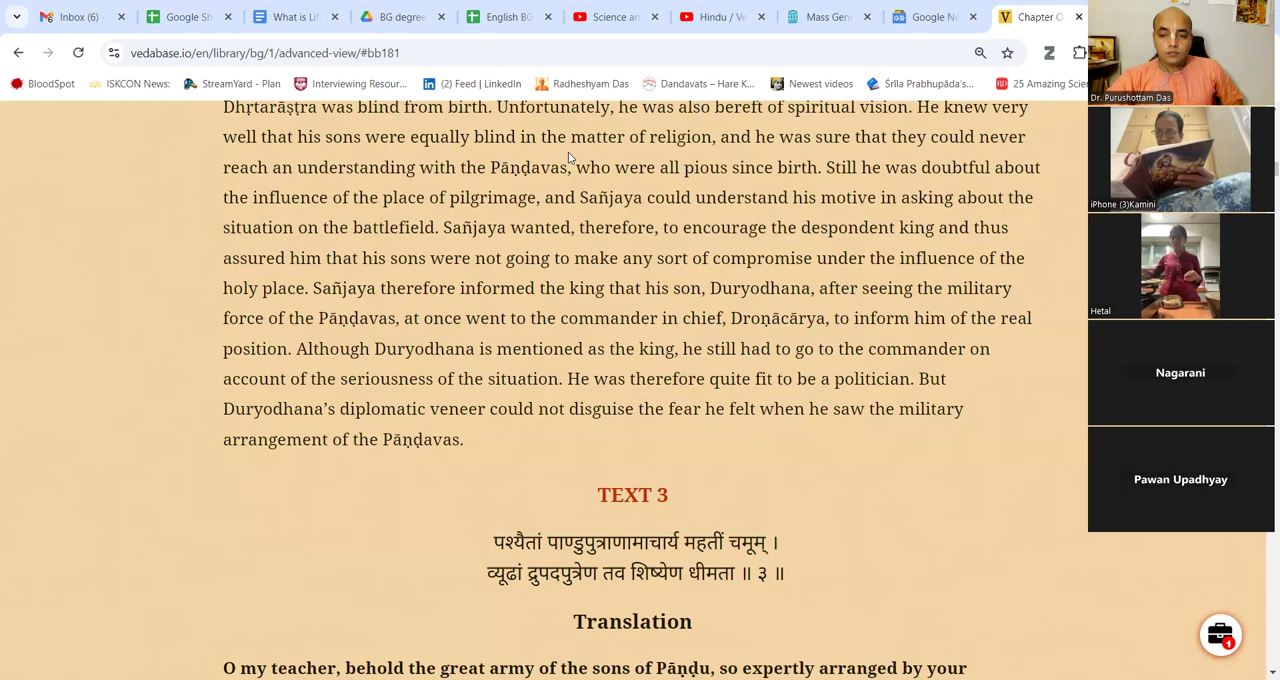 Inbox (6) -
Google Sh
What is Lif
BG degree
English BG
Science an
Hindu / Ve
Mass Gene
Google Ne
Chapter O
vedabase.io/en/library/bg/1/advanced-view/#bb181
BloodSpot
ISKCON News:
StreamYard - Plan
Interviewing Resour...
(2) Feed | LinkedIn
Radheshyam Das
Dandavats – Hare K...
Newest videos
Śrīla Prabhupāda's...
25 Amazing Scien
Dhṛtarāṣṭra was blind from birth. Unfortunately, he was also bereft of spiritual vision. He knew very
well that his sons were equally blind in the matter of religion, and he was sure that they could never
reach an understanding with the Pāṇḍavas, who were all pious since birth. Still he was doubtful about
the influence of the place of pilgrimage, and Sañjaya could understand his motive in asking about the
situation on the battlefield. Sañjaya wanted, therefore, to encourage the despondent king and thus
assured him that his sons were not going to make any sort of compromise under the influence of the
holy place. Sañjaya therefore informed the king that his son, Duryodhana, after seeing the military
force of the Pāṇḍavas, at once went to the commander in chief, Droṇācārya, to inform him of the real
position. Although Duryodhana is mentioned as the king, he still had to go to the commander on
account of the seriousness of the situation. He was therefore quite fit to be a politician. But
Duryodhana’s diplomatic veneer could not disguise the fear he felt when he saw the military
arrangement of the Pāṇḍavas.
TEXT 3
पश्यैतां पाण्डुपुत्राणामाचार्य महतीं चमूम् ।
व्यूढां द्रुपदपुत्रेण तव शिष्येण धीमता ॥ ३ ॥
Translation
O my teacher, behold the great army of the sons of Pāṇḍu, so expertly arranged by your
1
Dr. Purushottam Das
iPhone (3)Kamini
Hetal
Nagarani
Pawan Upadhyay